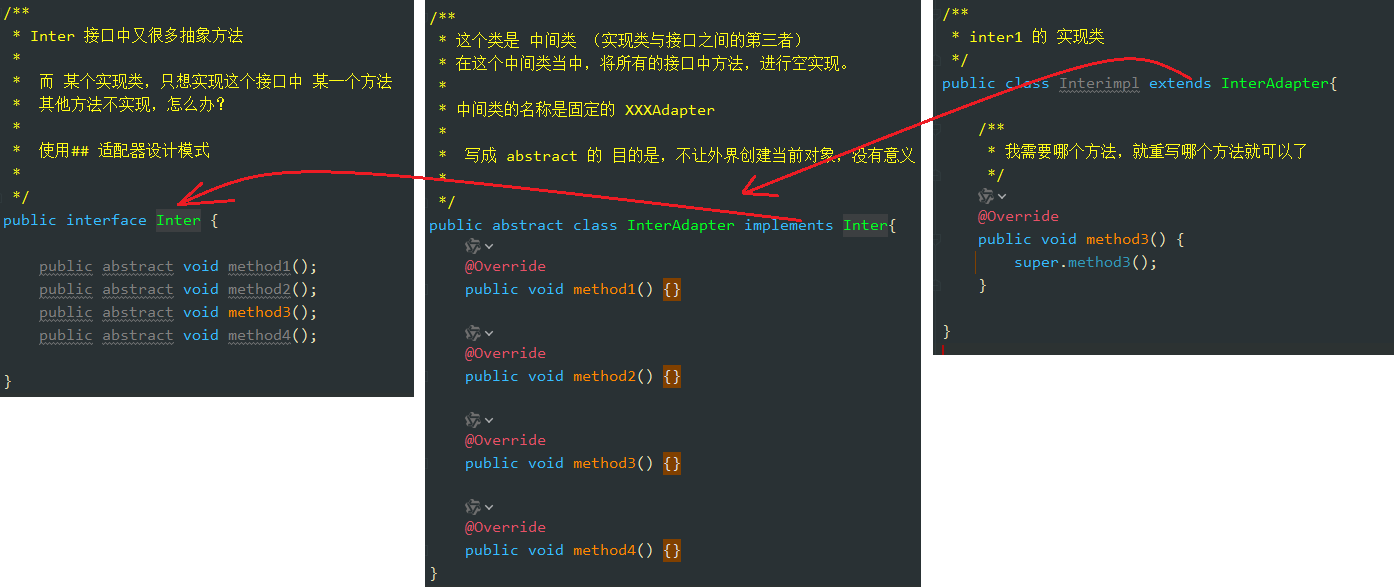 /**
 * Inter 接口中又很多抽象方法
 *
 * 而 某个实现类，只想实现这个接口中 某一个方法
 * 其他方法不实现，怎么办？
 *
 * 使用## 适配器设计模式
 *
 */
public interface Inter {
public abstract void method1();
public abstract void method2();
public abstract void method3();
public abstract void method4();
}
/**
 * 这个类是 中间类 （实现类与接口之间的第三者）
 * 在这个中间类当中，将所有的接口中方法，进行空实现。
 *
 * 中间类的名称是固定的 XXXAdapter
 *
 * 写成 abstract 的 目的是，不让外界创建当前对象，没有意义
 *
 */
public abstract class InterAdapter implements Inter{
@Override
public void method1() {}
@Override
public void method2() {}
@Override
public void method3() {}
@Override
public void method4() {}
}
/**
 * inter1 的 实现类
 */
public class Interimpl extends InterAdapter{
/**
 * 我需要哪个方法，就重写哪个方法就可以了
 */
@Override
public void method3() {
super.method3();
}
}